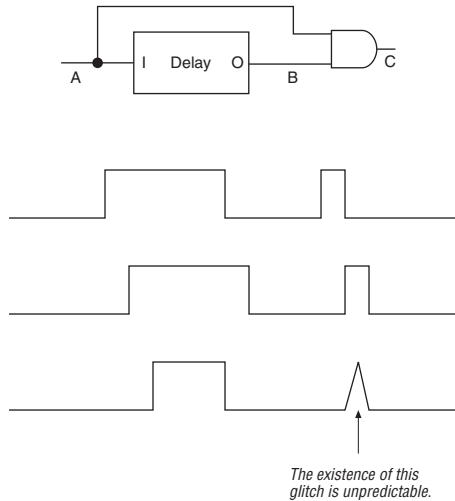 A
I Delay O
B
C
The existence of this
glitch is unpredictable.